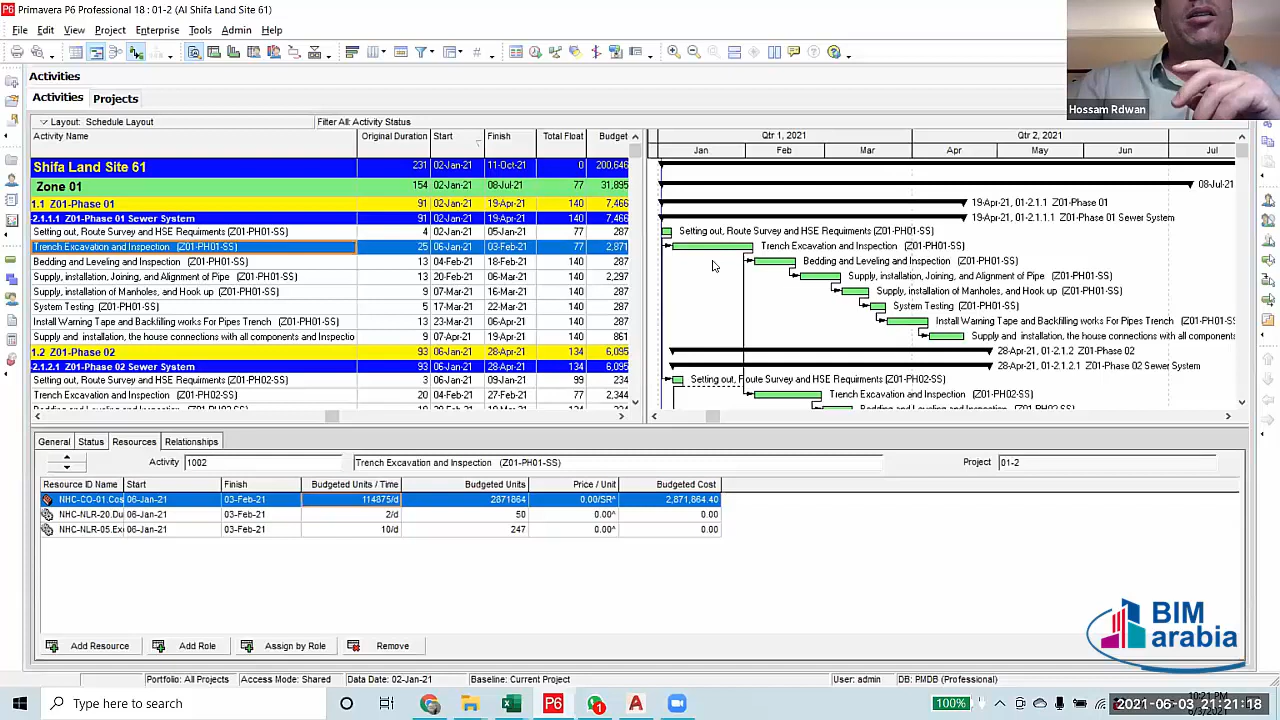 Primavera P6 Professional 18 : 01-2 (Al Shifa Land Site 61)
File Edit View Project Enterprise Tools Admin Help
Hossam Rdwan
Activities
Activities Projects
Layout: Schedule Layout Filter All: Activity Status
Activity Name Original Duration Start Finish Total Float Budget
Qtr 1, 2021 Qtr 2, 2021
Jan Feb Mar Apr May Jun Jul
Shifa Land Site 61 231 02-Jan-21 11-Oct-21 0 200,646
Zone 01 154 02-Jan-21 08-Jul-21 77 31,895 08-Jul-21
1.1 Z01-Phase 01 91 02-Jan-21 19-Apr-21 77 7,466 19-Apr-21, 01-2.1.1 Z01-Phase 01
-2.1.1.1 Z01-Phase 01 Sewer System 91 02-Jan-21 19-Apr-21 77 7,466 19-Apr-21, 01-2.1.1.1 Z01-Phase 01 Sewer System
Setting out, Route Survey and HSE Requirments (Z01-PH01-SS) 4 02-Jan-21 05-Jan-21 77 287 Setting out, Route Survey and HSE Requirments (Z01-PH01-SS)
Trench Excavation and Inspection (Z01-PH01-SS) 25 06-Jan-21 03-Feb-21 77 2,871 Trench Excavation and Inspection (Z01-PH01-SS)
Bedding and Leveling and Inspection (Z01-PH01-SS) 13 04-Feb-21 18-Feb-21 140 287 Bedding and Leveling and Inspection (Z01-PH01-SS)
Supply, installation, Joining, and Alignment of Pipe (Z01-PH01-SS) 13 20-Feb-21 06-Mar-21 140 2,297 Supply, installation, Joining, and Alignment of Pipe (Z01-PH01-SS)
Supply, installation of Manholes, and Hook up (Z01-PH01-SS) 9 07-Mar-21 16-Mar-21 140 287 Supply, installation of Manholes, and Hook up (Z01-PH01-SS)
System Testing (Z01-PH01-SS) 5 17-Mar-21 22-Mar-21 140 287 System Testing (Z01-PH01-SS)
Install Warning Tape and Backfilling works For Pipes Trench (Z01-PH01-SS) 13 23-Mar-21 06-Apr-21 140 287 Install Warning Tape and Backfilling works For Pipes Trench (Z01-PH01-SS
Supply and installation, the house connections with all components and Inspectio 9 07-Apr-21 19-Apr-21 140 861 Supply and installation, the house connections with all components
1.2 Z01-Phase 02 93 06-Jan-21 28-Apr-21 134 6,095 28-Apr-21, 01-2.1.2 Z01-Phase 02
-2.1.2.1 Z01-Phase 02 Sewer System 93 06-Jan-21 28-Apr-21 134 6,095 28-Apr-21, 01-2.1.2.1 Z01-Phase 02 Sewer System
Setting out, Route Survey and HSE Requirments (Z01-PH02-SS) 3 06-Jan-21 09-Jan-21 99 234 Setting out, Route Survey and HSE Requirments (Z01-PH02-SS)
Trench Excavation and Inspection (Z01-PH02-SS) 20 04-Feb-21 27-Feb-21 134 2,344 Trench Excavation and Inspection (Z01-PH02-SS)
General Status Resources Relationships
Activity 1002 Trench Excavation and Inspection (Z01-PH01-SS) Project 01-2
Resource ID Name Start Finish Budgeted Units / Time Budgeted Units Price / Unit Budgeted Cost
NHC-CO-01.Cos 06-Jan-21 03-Feb-21 114875/d 2871864 0.00/SR^ 2,871,864.40
NHC-NLR-20.Du 06-Jan-21 03-Feb-21 2/d 50 0.00^ 0.00
NHC-NLR-05.Ex 06-Jan-21 03-Feb-21 10/d 247 0.00^ 0.00
BIM
arabia
Add Resource Add Role Assign by Role Remove
Portfolio: All Projects Access Mode: Shared Data Date: 02-Jan-21 Baseline: Current Project User: admin DB: PMDB (Professional)
Type here to search 100% 10:21 PM
2021-06-03 21:21:18